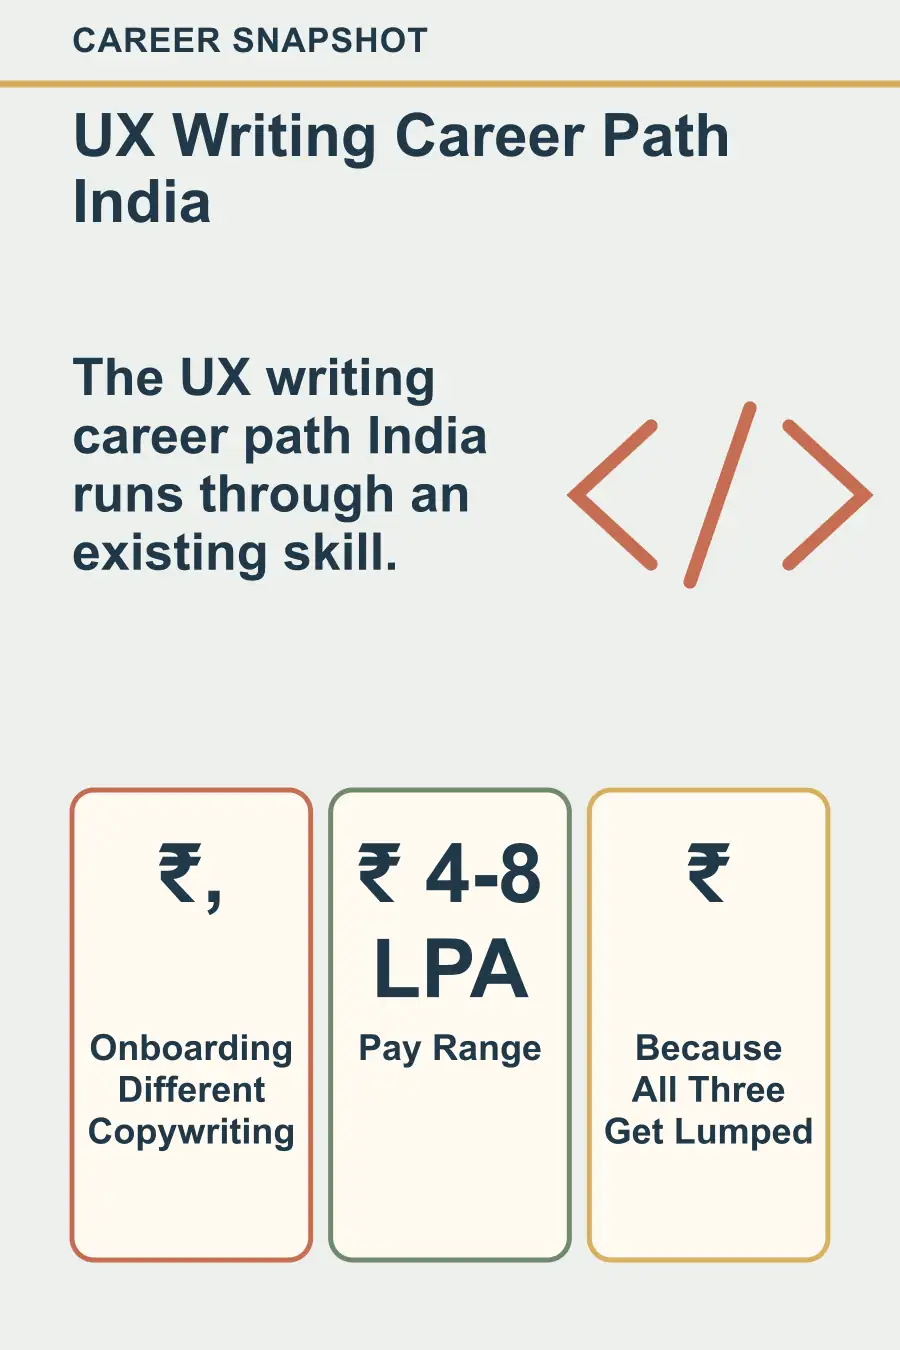 CAREER SNAPSHOT
UX Writing Career Path
India
The UX writing
career path India
runs through an
existing skill.
₹,
Onboarding
Different
Copywriting
₹ 4-8
LPA
Pay Range
₹
Because
All Three
Get Lumped